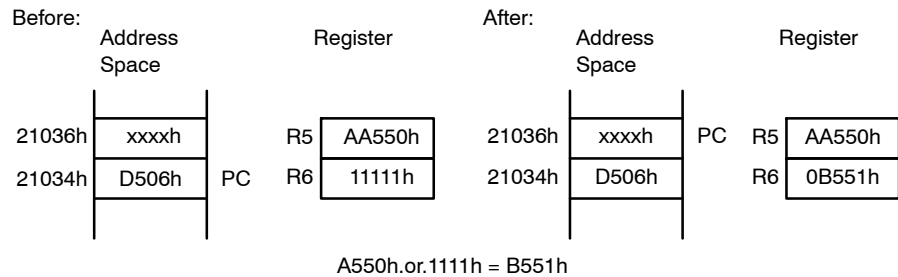 Before: After:
Address Register Address Register
Space Space
21036h xxxxh R5 AA550h 21036h xxxxh PC R5 AA550h
21034h D506h PC R6 11111h 21034h D506h R6 0B551h
A550h.or.1111h = B551h